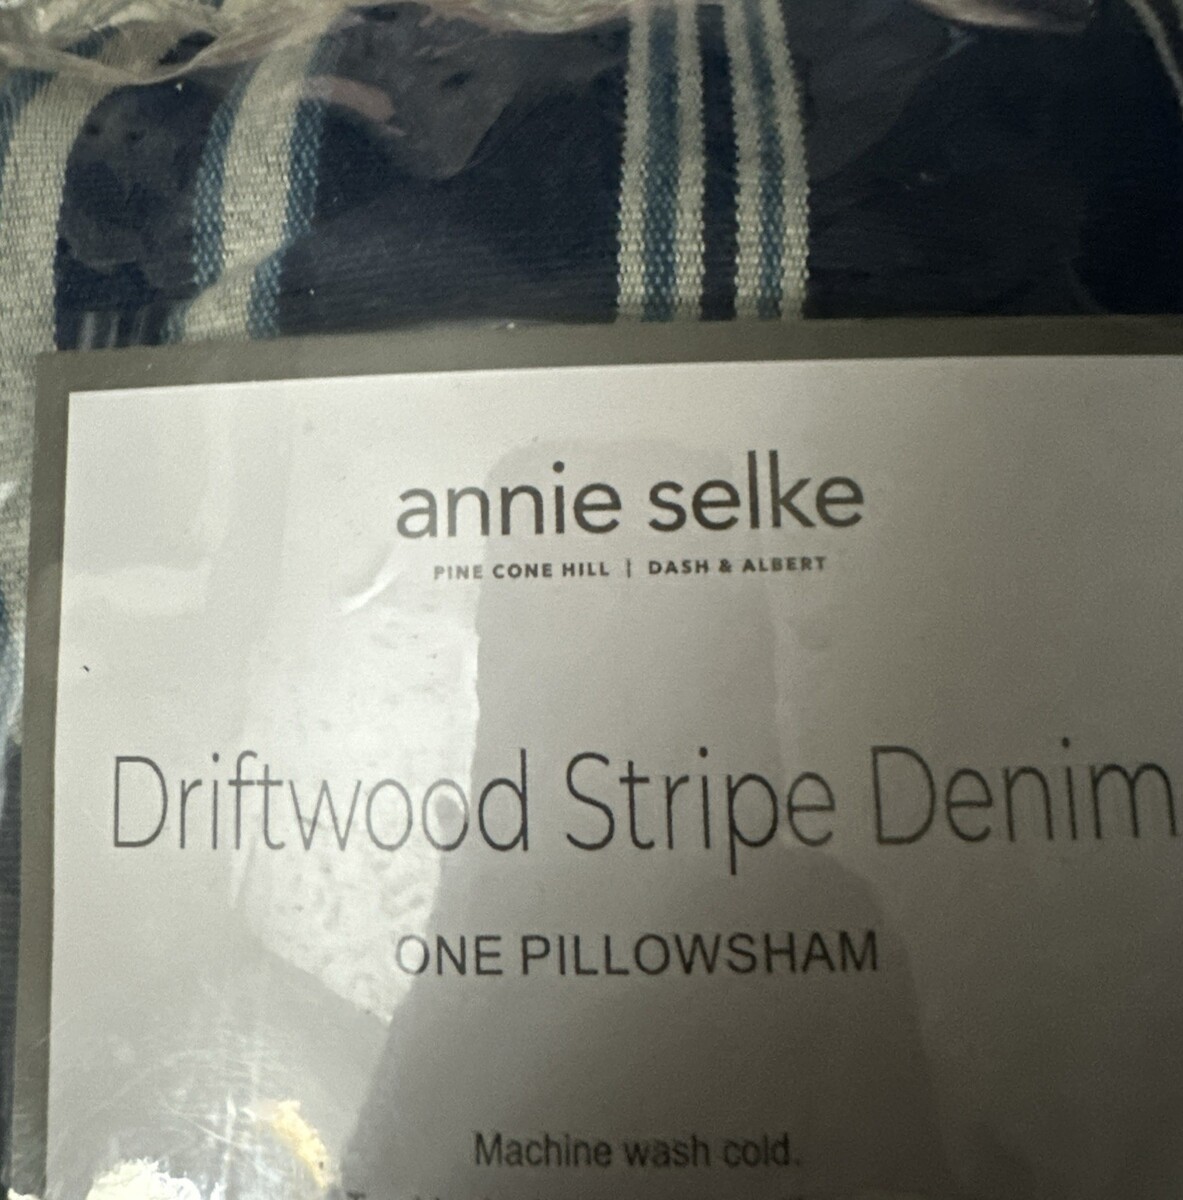 annie selke
PINE CONE HILL | DASH & ALBERT
Driftwood Stripe Denim
ONE PILLOWSHAM
Machine wash cold.